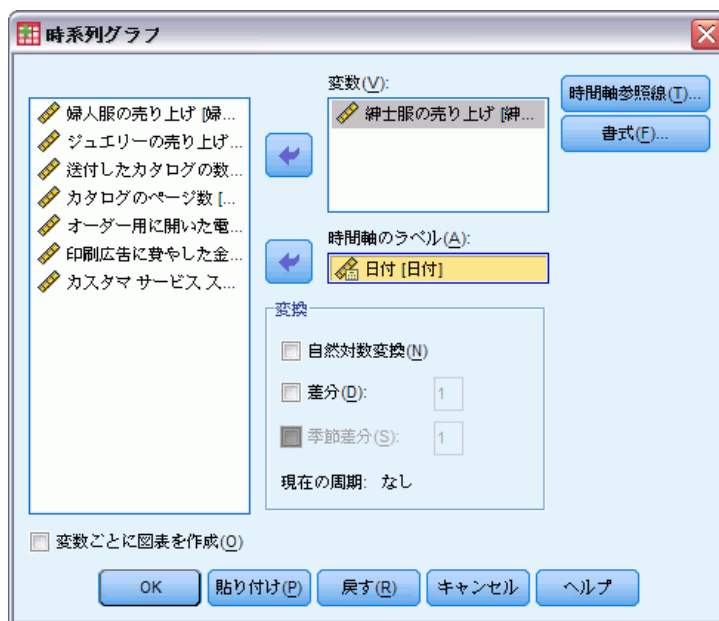 時系列グラフ
婦人服の売り上げ [婦...
ジュエリーの売り上げ...
送付したカタログの数...
カタログのページ数 [...
オーダー用に開いた電...
印刷広告に費やした金...
カスタマ サービス ス...
変数(V):
紳士服の売り上げ [紳...
時間軸のラベル(A):
日付 [日付]
変換
自然対数変換(N)
差分(D):
1
季節差分(S):
1
現在の周期: なし
時間軸参照線(T)...
書式(F)...
変数ごとに図表を作成(O)
OK
貼り付け(P)
戻す(R)
キャンセル
ヘルプ